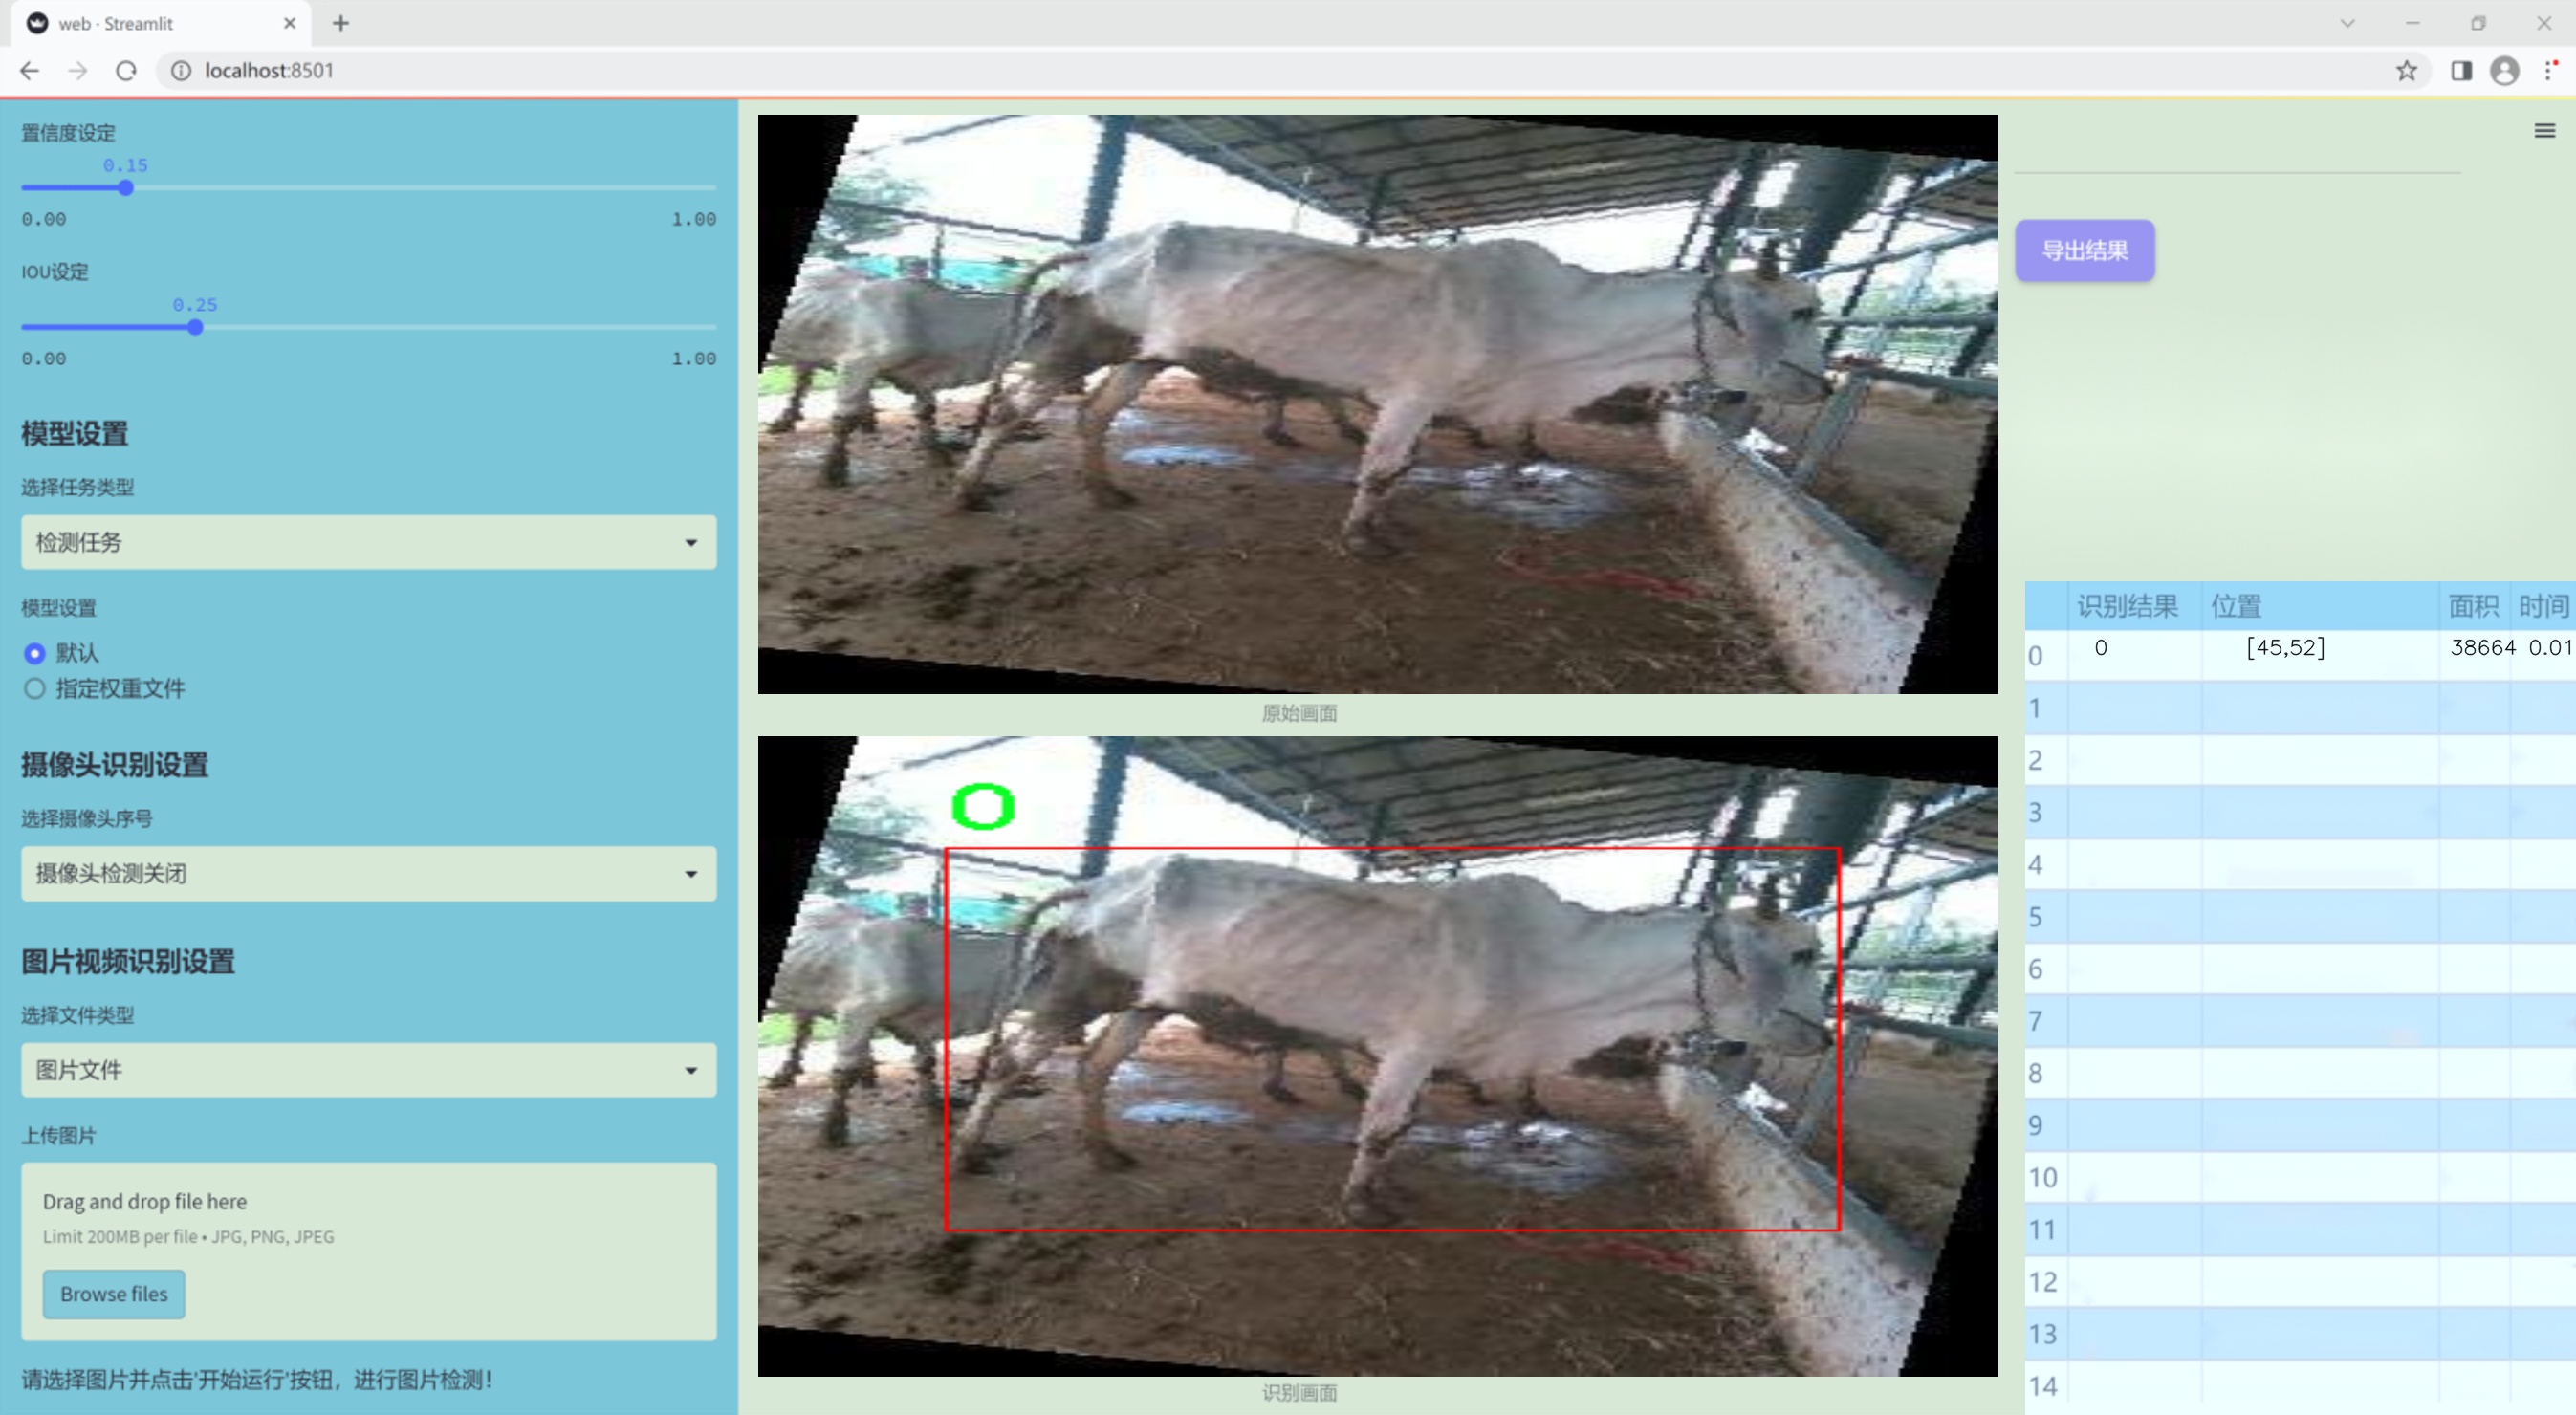 web · Streamlit
localhost:8501
置信度设定
0.15
0.00 1.00
IOU设定
0.25
0.00 1.00
模型设置
选择任务类型
检测任务
模型设置
默认
指定权重文件
摄像头识别设置
选择摄像头序号
摄像头检测关闭
图片视频识别设置
选择文件类型
图片文件
上传图片
Drag and drop file here
Limit 200MB per file • JPG, PNG, JPEG
Browse files
请选择图片并点击'开始运行'按钮，进行图片检测！
原始画面
0
识别画面
导出结果
识别结果 位置 面积 时间
0 0 [45,52] 38664 0.01
1
2
3
4
5
6
7
8
9
10
11
12
13
14